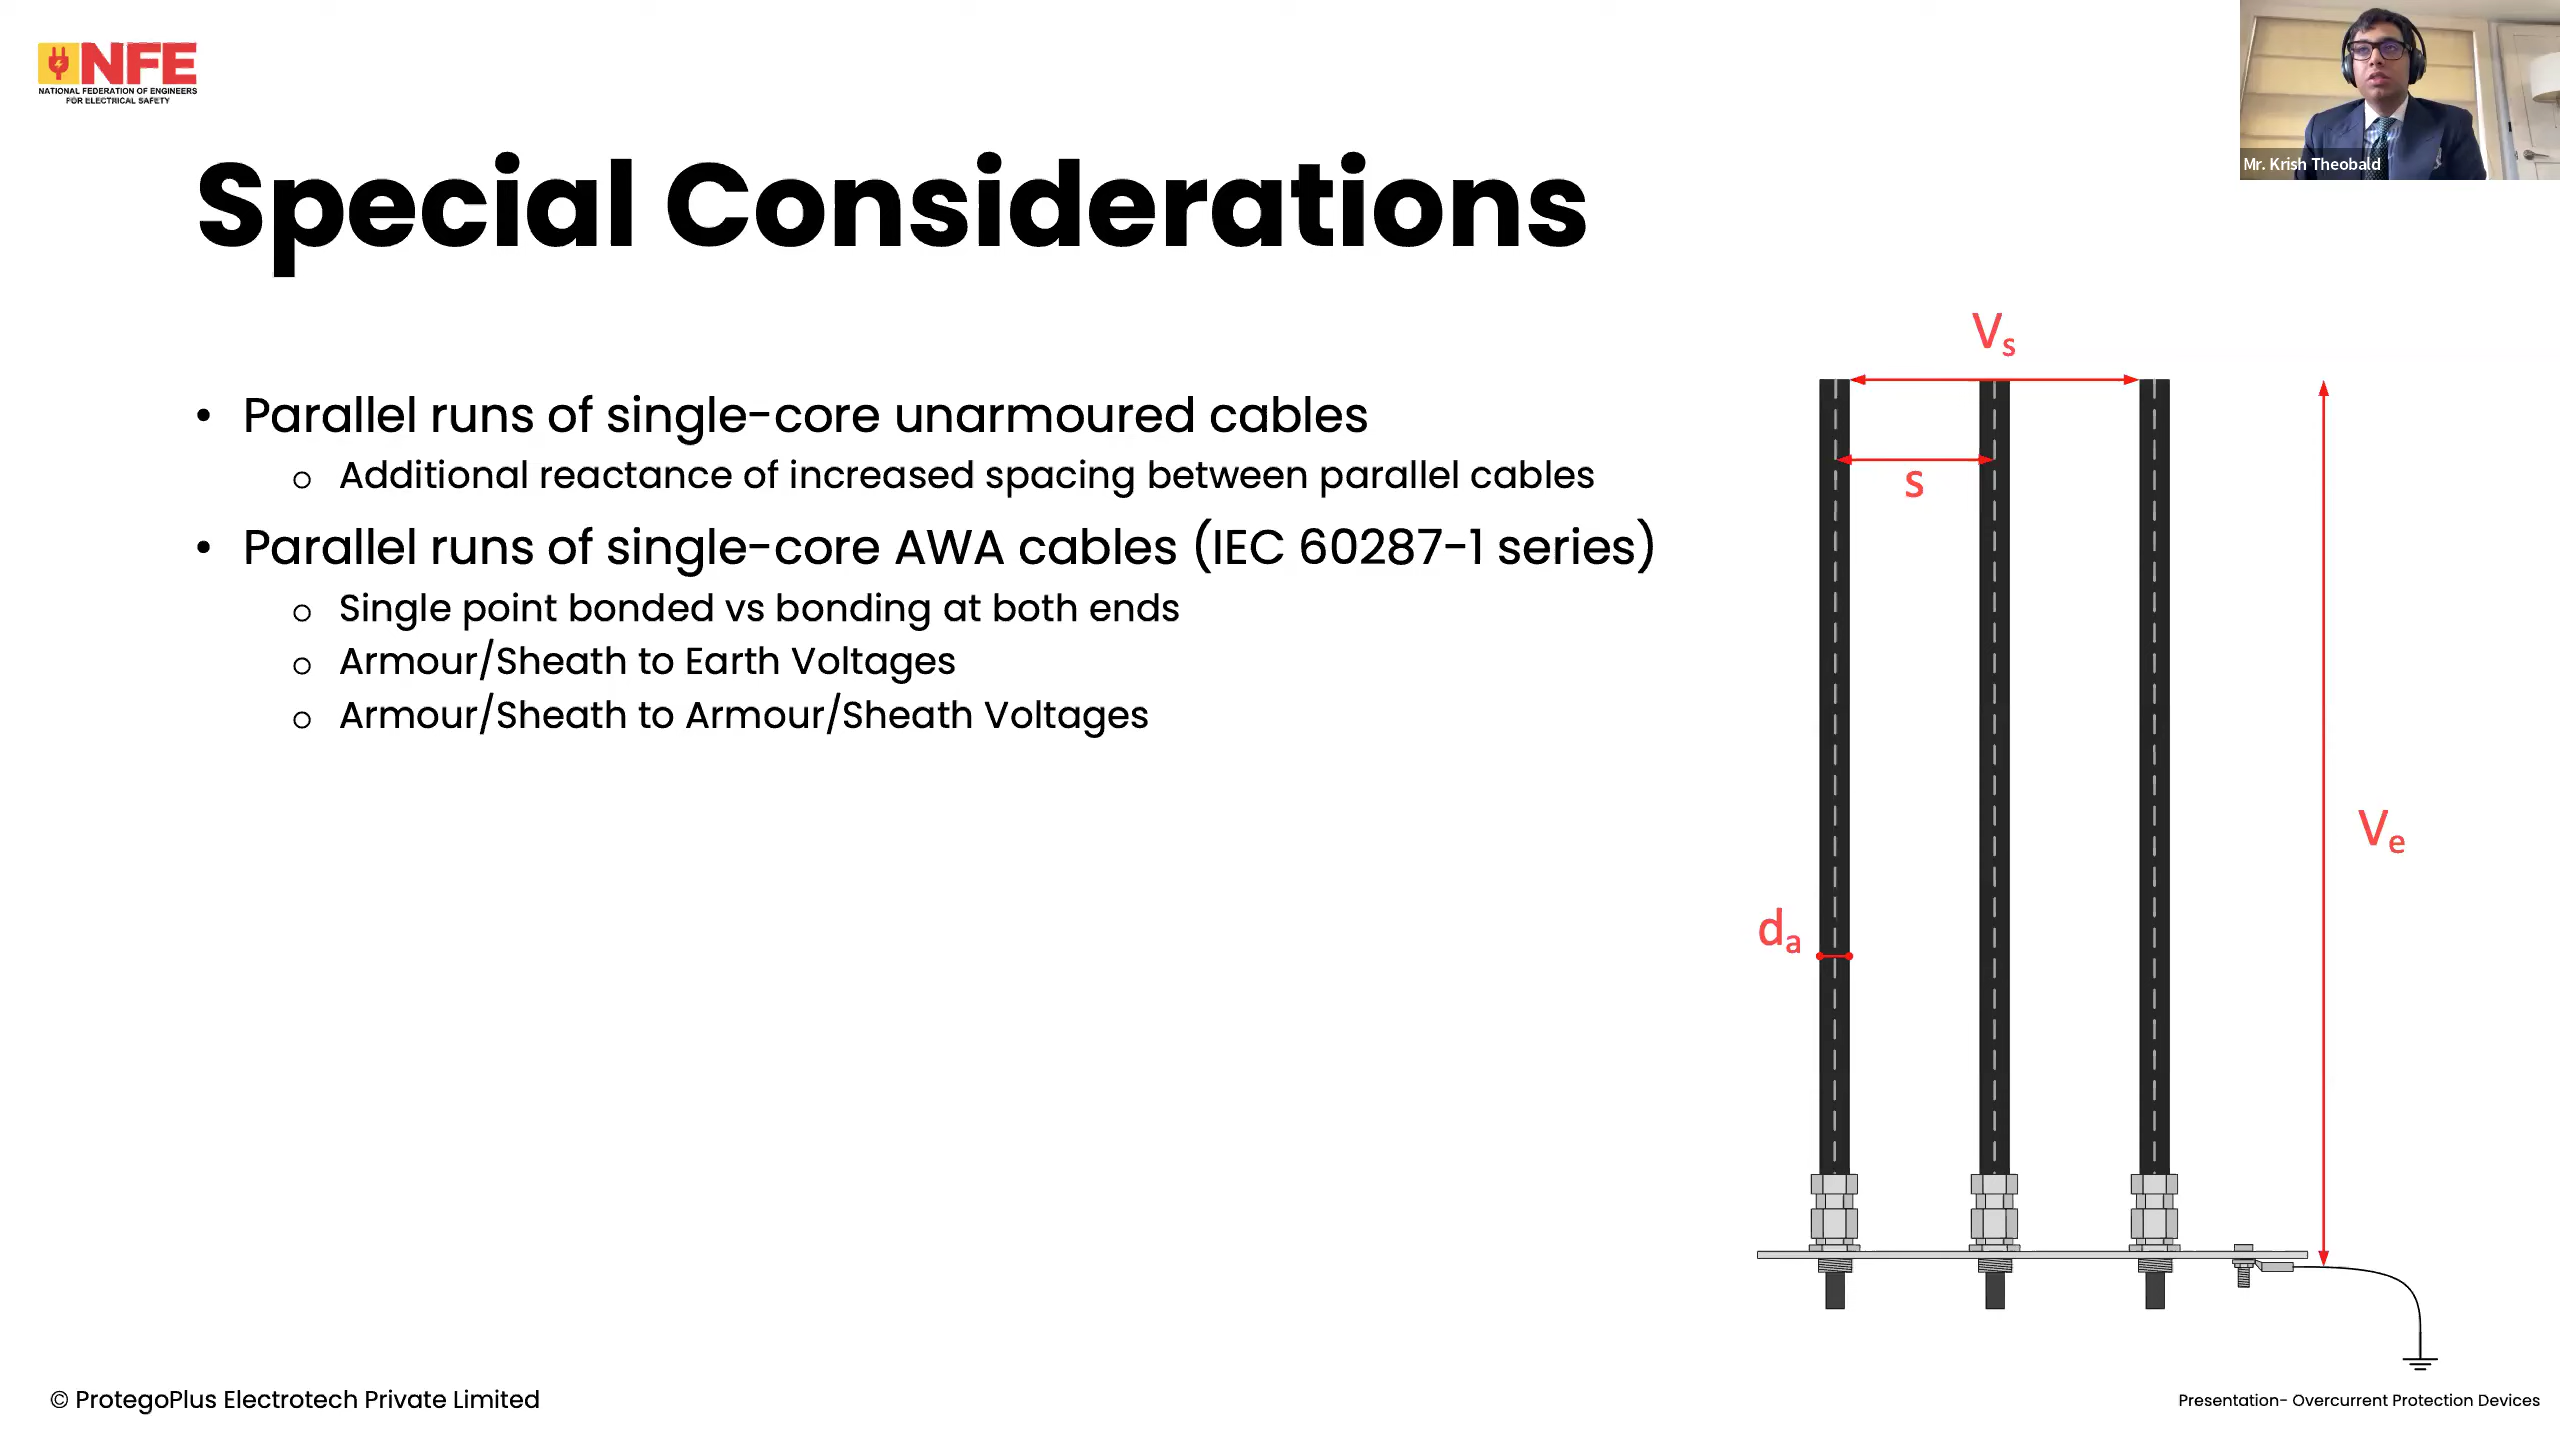 NFE
NATIONAL FEDERATION OF ENGINEERS
FOR ELECTRICAL SAFETY
Mr. Krish Theobald
Special Considerations
• Parallel runs of single-core unarmoured cables
o Additional reactance of increased spacing between parallel cables
• Parallel runs of single-core AWA cables (IEC 60287-1 series)
o Single point bonded vs bonding at both ends
o Armour/Sheath to Earth Voltages
o Armour/Sheath to Armour/Sheath Voltages
Vs
S
Ve
da
© ProtegoPlus Electrotech Private Limited
Presentation- Overcurrent Protection Devices